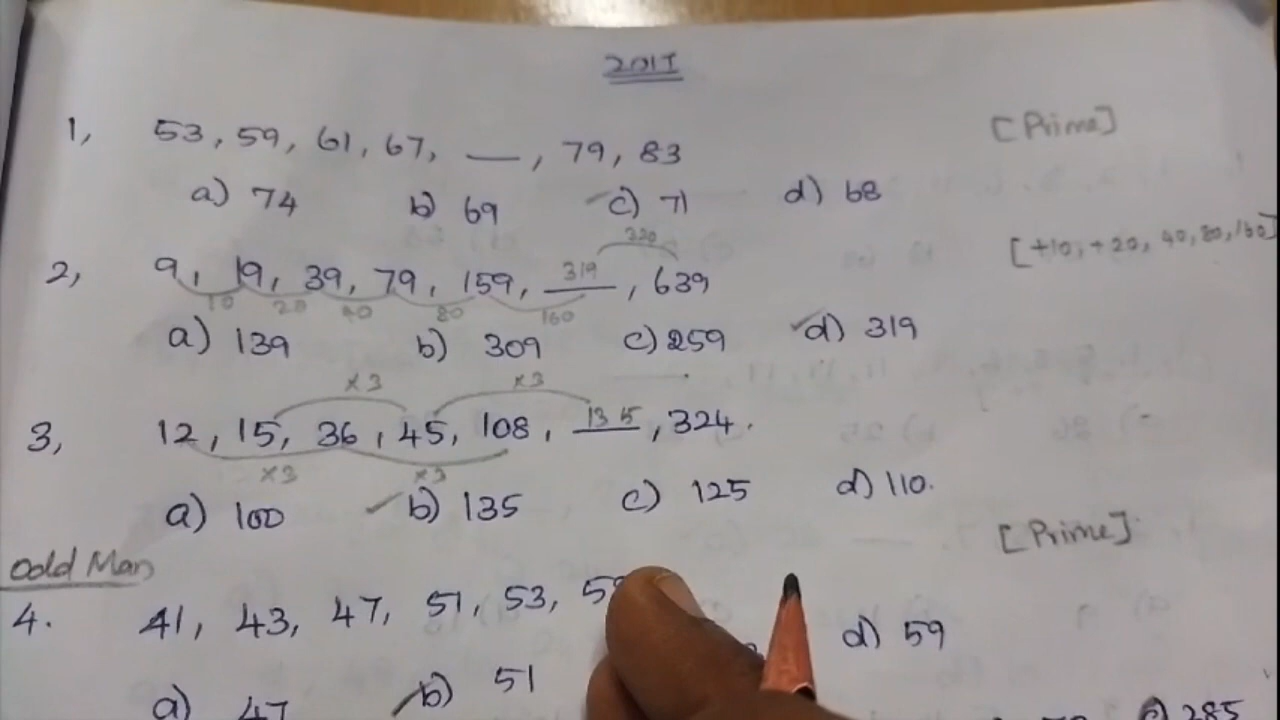 2017
1, 53, 59, 61, 67, __, 79, 83 [Prime]
a) 74 b) 69 c) 71 d) 68
320
2, 9, 19, 39, 79, 159, 319, 639 [+10, +20, 40, 80, 160]
10 20 40 80 160
a) 139 b) 309 c) 259 d) 319
×3 ×3
3, 12, 15, 36, 45, 108, 135, 324.
×3 ×3
a) 100 b) 135 c) 125 d) 110.
[Prime]
Odd Man
4. 41, 43, 47, 51, 53,
d) 59
a) 47 b) 51
285